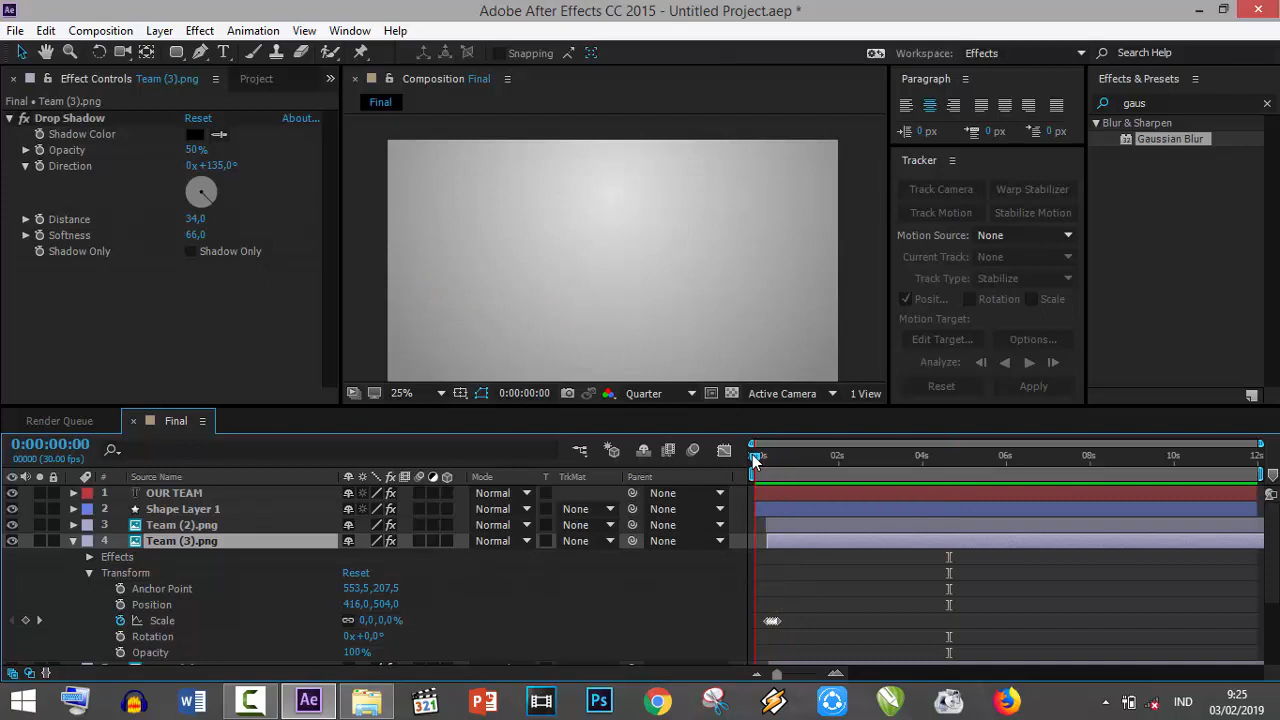 Adobe After Effects CC 2015 - Untitled Project.aep *
File Edit Composition Layer Effect Animation View Window Help
Snapping
Workspace: Effects
Search Help
Effect Controls Team (3).png
Project
Composition Final
Paragraph
Effects & Presets
Final • Team (3).png
Final
gaus
Drop Shadow Reset About...
Blur & Sharpen
Shadow Color
0 px 0 px 0 px
Gaussian Blur
Opacity 50%
Direction 0x+135,0°
Tracker
Track Camera Warp Stabilizer
Track Motion Stabilize Motion
Distance 34,0
Softness 66,0
Motion Source: None
Shadow Only Shadow Only
Current Track: None
Track Type: Stabilize
Posit... Rotation Scale
Motion Target:
Edit Target... Options...
Analyze:
Reset Apply
25% 0:00:00:00 Quarter Active Camera 1 View
Render Queue Final
0:00:00:00
00000 (30.00 fps)
02s 04s 06s 08s 10s 12s
# Source Name Mode T TrkMat Parent
1 OUR TEAM Normal None
2 Shape Layer 1 Normal None None
3 Team (2).png Normal None None
4 Team (3).png Normal None None
Effects
Transform Reset
Anchor Point 553,5,207,5
Position 416,0,504,0
Scale 0,0,0,0%
Rotation 0x+0,0°
Opacity 100%
IND
9:25
03/02/2019